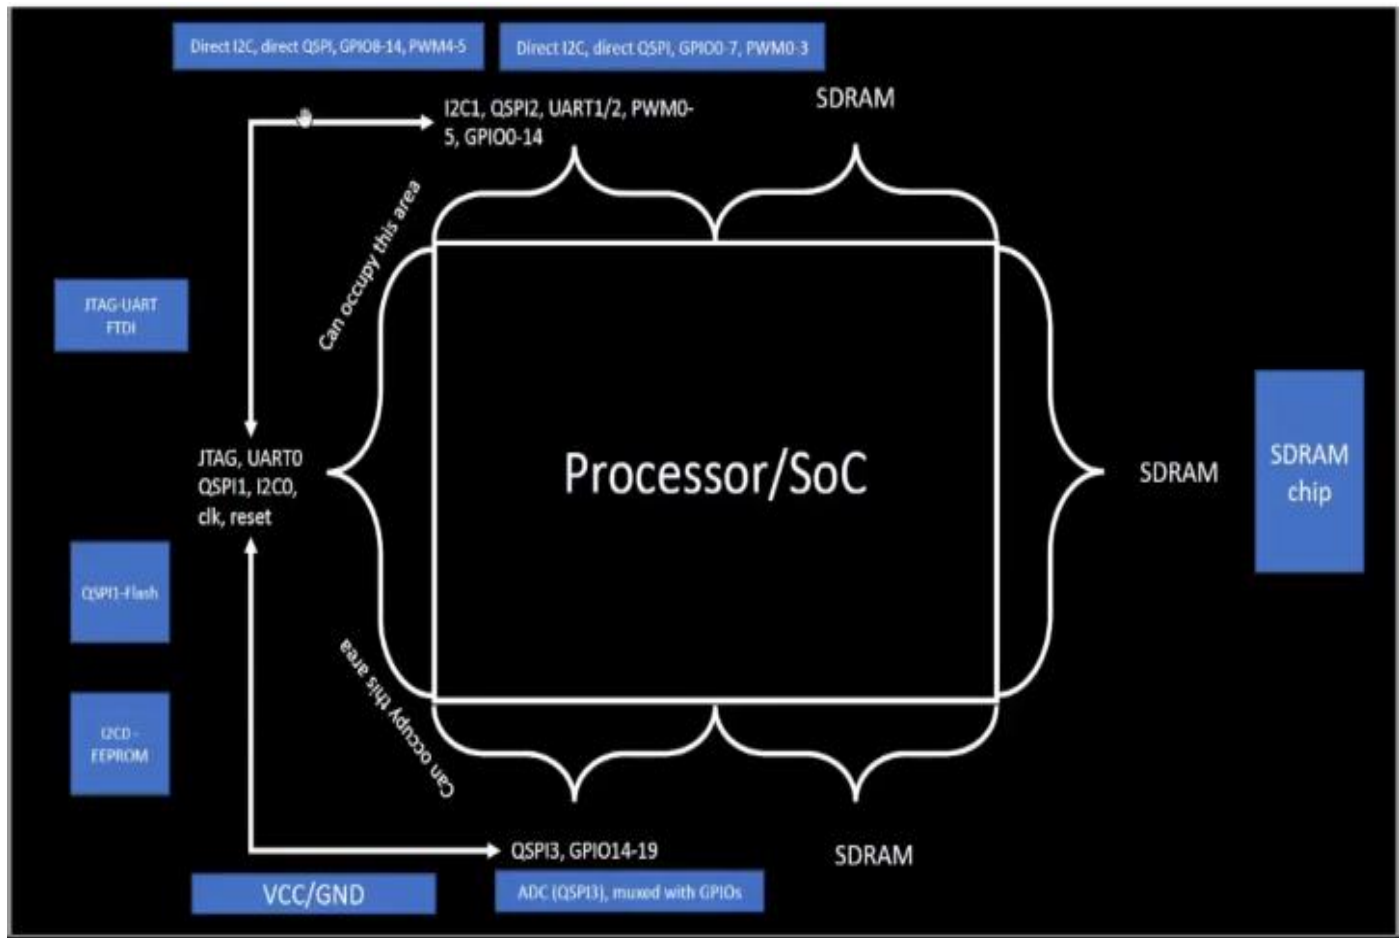 Direct I2C, direct QSPI, GPIO8-14, PWM4-5
Direct I2C, direct QSPI, GPIO0-7, PWM0-3
I2C1, QSPI2, UART1/2, PWM0-
5, GPIO0-14
SDRAM
Can occupy this area
JTAG-UART
FTDI
JTAG, UART0
QSPI1, I2C0,
clk, reset
Processor/SoC
SDRAM
SDRAM
chip
QSPI1-Flash
I2C0 -
EEPROM
Can occupy this area
QSPI3, GPIO14-19
SDRAM
VCC/GND
ADC (QSPI3), muxed with GPIOs